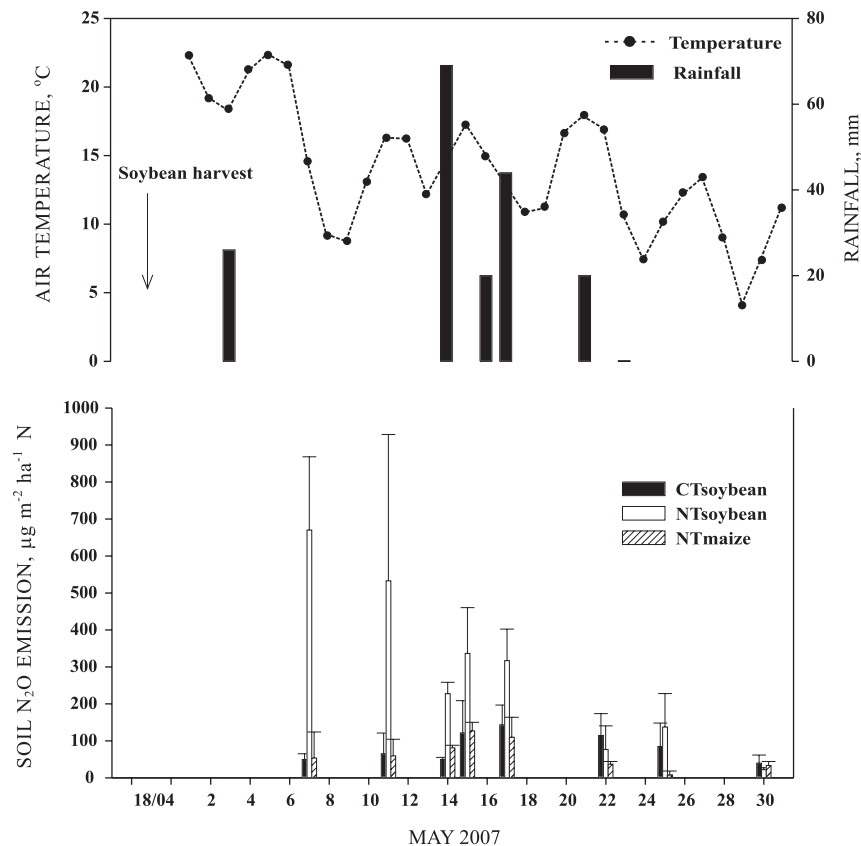 25
20
15
10
5
0
AIR TEMPERATURE, °C
Soybean harvest
Temperature
Rainfall
80
60
40
20
0
RAINFALL,, mm
1000
900
800
700
600
500
400
300
200
100
0
SOIL N₂O EMISSION, µg m⁻² ha⁻¹ N
CTsoybean
NTsoybean
NTmaize
18/04 2 4 6 8 10 12 14 16 18 20 22 24 26 28 30
MAY 2007